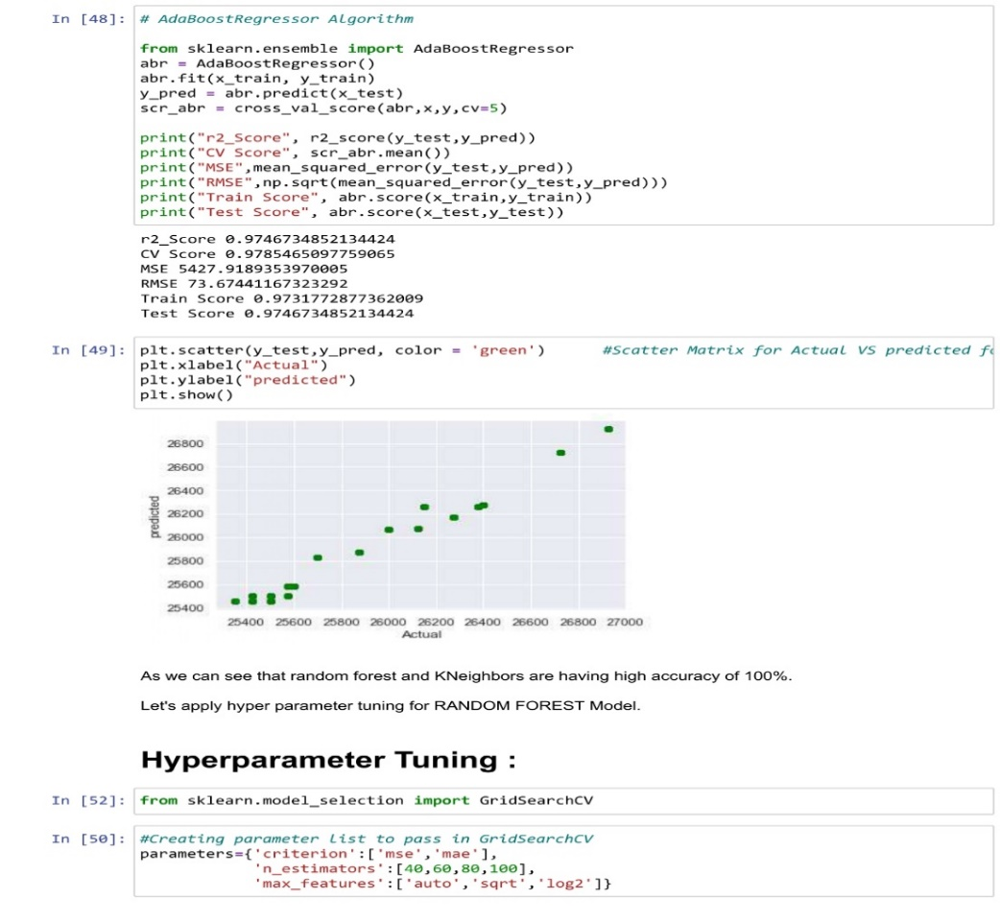 In [48]: # AdaBoostRegressor Algorithm
from sklearn.ensemble import AdaBoostRegressor
abr = AdaBoostRegressor()
abr.fit(x_train, y_train)
y_pred = abr.predict(x_test)
scr_abr = cross_val_score(abr,x,y,cv=5)
print("r2_Score", r2_score(y_test,y_pred))
print("CV Score", scr_abr.mean())
print("MSE",mean_squared_error(y_test,y_pred))
print("RMSE",np.sqrt(mean_squared_error(y_test,y_pred)))
print("Train Score", abr.score(x_train,y_train))
print("Test Score", abr.score(x_test,y_test))
r2_Score 0.9746734852134424
CV Score 0.9785465097759065
MSE 5427.9189353970005
RMSE 73.67441167323292
Train Score 0.9731772877362009
Test Score 0.9746734852134424
In [49]: plt.scatter(y_test,y_pred, color = 'green') #Scatter Matrix for Actual VS predicted
plt.xlabel("Actual")
plt.ylabel("predicted")
plt.show()
26800
26600
26400
26200
26000
25800
25600
25400
predicted
25400 25600 25800 26000 26200 26400 26600 26800 27000
Actual
As we can see that random forest and KNeighbors are having high accuracy of 100%.
Let's apply hyper parameter tuning for RANDOM FOREST Model.
Hyperparameter Tuning :
In [52]: from sklearn.model_selection import GridSearchCV
In [50]: #Creating parameter list to pass in GridSearchCV
parameters={'criterion':['mse','mae'],
'n_estimators':[40,60,80,100],
'max_features':['auto','sqrt','log2']}